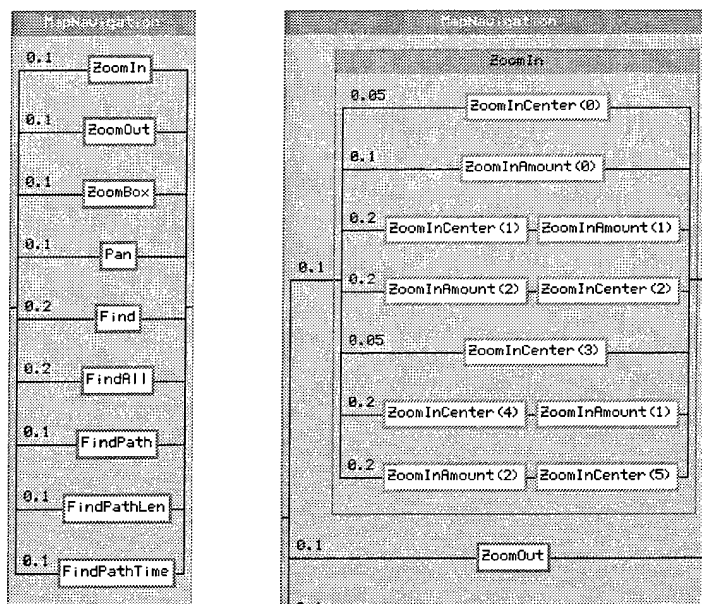 MapNavigation
0.1
ZoomIn
0.1
ZoomOut
0.1
ZoomBox
0.1
Pan
0.2
Find
0.2
FindAll
0.1
FindPath
0.1
FindPathLen
0.1
FindPathTime
MapNavigation
ZoomIn
0.05
ZoomInCenter(0)
0.1
ZoomInAmount(0)
0.2
ZoomInCenter(1) ZoomInAmount(1)
0.1
0.2
ZoomInAmount(2) ZoomInCenter(2)
0.05
ZoomInCenter(3)
0.2
ZoomInCenter(4) ZoomInAmount(1)
0.2
ZoomInAmount(2) ZoomInCenter(5)
0.1
ZoomOut